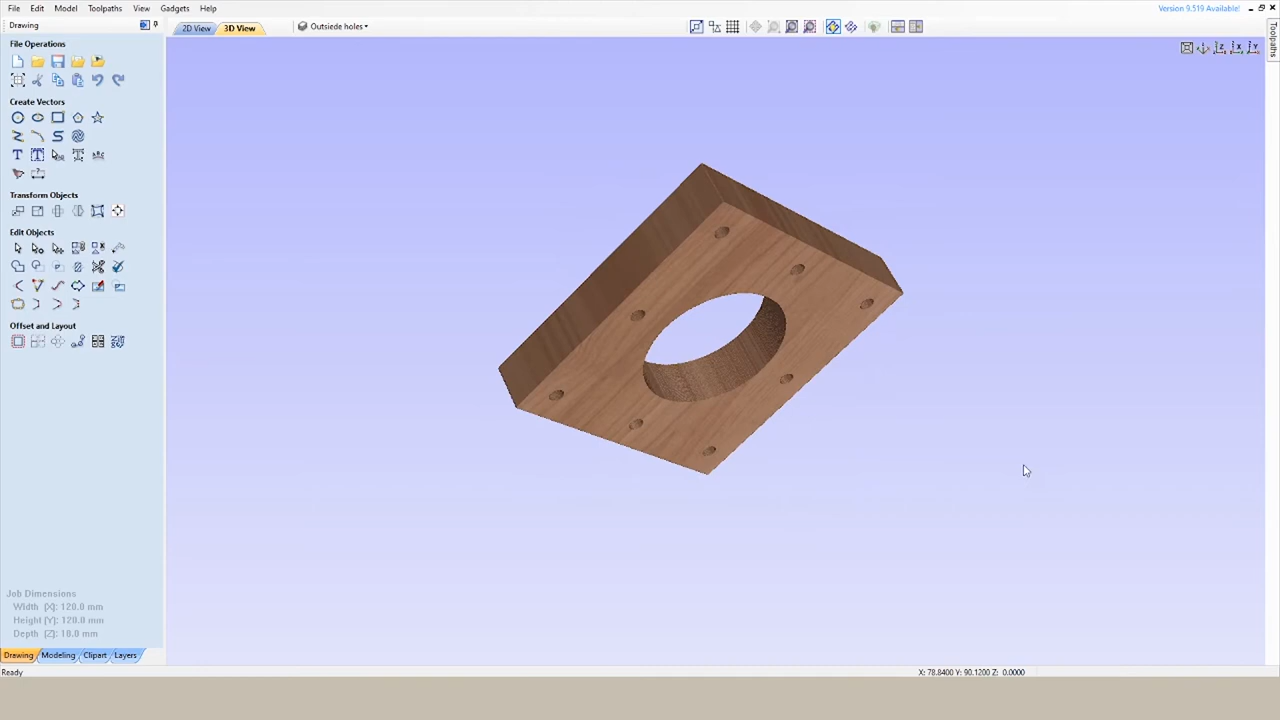 File Edit Model Toolpaths View Gadgets Help Version 9.519 Available!
Drawing 2D View 3D View Outsiede holes
File Operations
Create Vectors
Transform Objects
Edit Objects
Offset and Layout
Job Dimensions
Width (X): 120.0 mm
Height (Y): 120.0 mm
Depth (Z): 18.0 mm
Drawing Modeling Clipart Layers
Ready X: 78.8400 Y: 90.1200 Z: 0.0000
Toolpaths